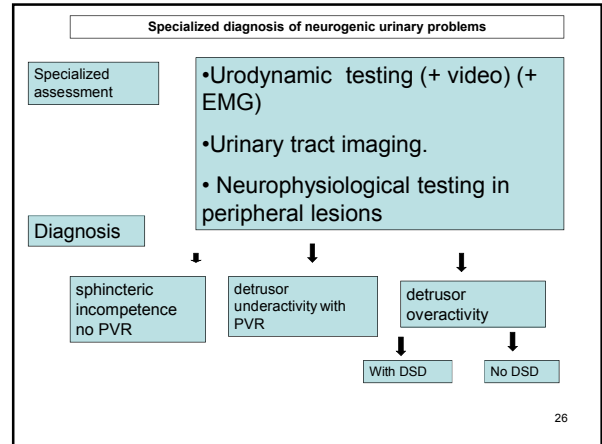 Specialized diagnosis of neurogenic urinary problems
Specialized
assessment
•Urodynamic testing (+ video) (+
EMG)
•Urinary tract imaging.
• Neurophysiological testing in
peripheral lesions
Diagnosis
sphincteric
incompetence
no PVR
detrusor
underactivity with
PVR
detrusor
overactivity
With DSD
No DSD
26